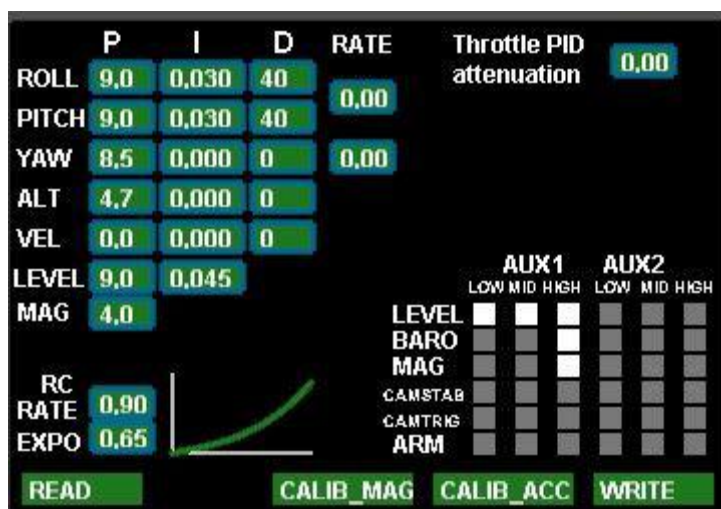 P I D RATE Throttle PID
attenuation 0,00
ROLL 9,0 0,030 40
0,00
PITCH 9,0 0,030 40
YAW 8,5 0,000 0 0,00
ALT 4,7 0,000 0
VEL 0,0 0,000 0
AUX1 AUX2
LEVEL 9,0 0,045
LOW MID HIGH LOW MID HIGH
MAG 4,0
LEVEL
BARO
MAG
CAMSTAB
CAMTRIG
ARM
RC
RATE 0,90
EXPO 0,65
READ CALIB_MAG CALIB_ACC WRITE